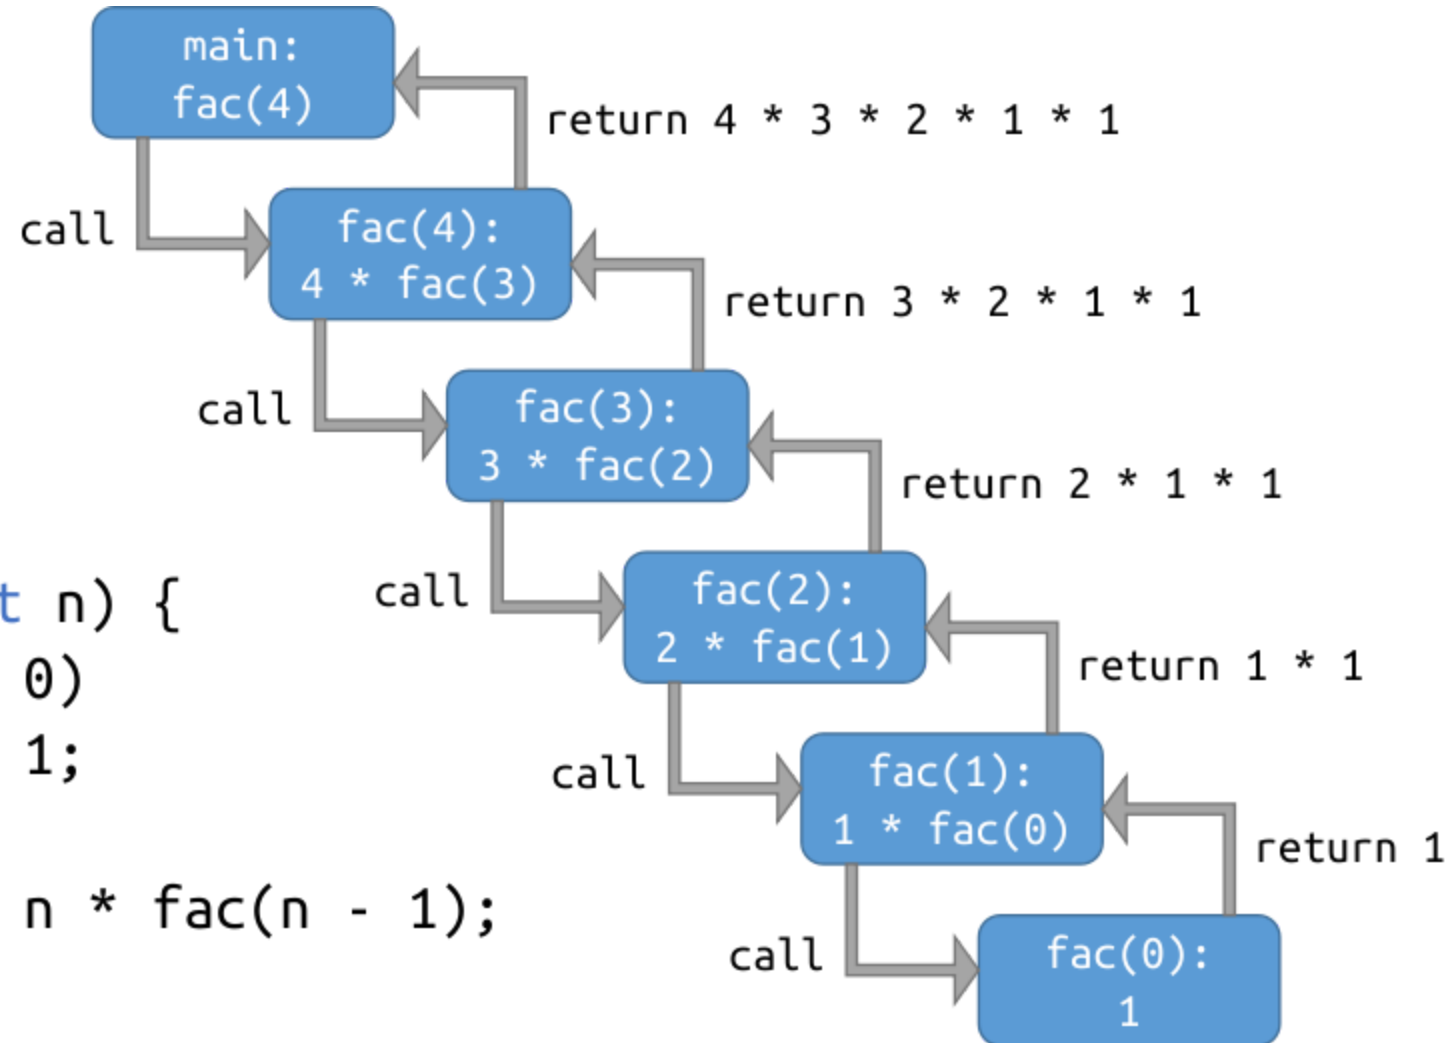 main:
fac(4)
return 4 * 3 * 2 * 1 * 1
call
fac(4):
4 * fac(3)
return 3 * 2 * 1 * 1
call
fac(3):
3 * fac(2)
return 2 * 1 * 1
call
fac(2):
2 * fac(1)
return 1 * 1
call
fac(1):
1 * fac(0)
return 1
call
fac(0):
1
t n) {
0)
1;
n * fac(n - 1);